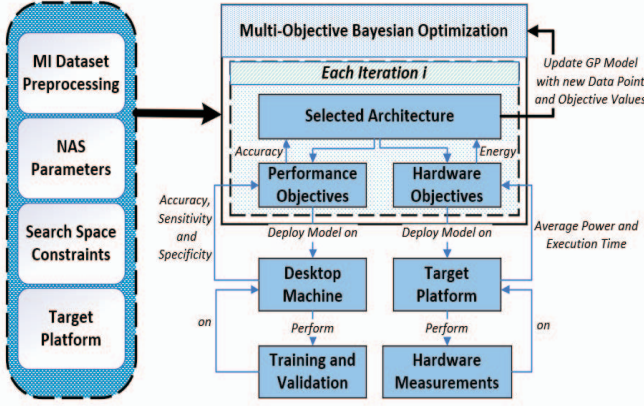 MI Dataset
Preprocessing
NAS
Parameters
Search Space
Constraints
Target
Platform
Multi-Objective Bayesian Optimization
Each Iteration i
Selected Architecture
Accuracy
Energy
Performance
Objectives
Hardware
Objectives
Update GP Model
with new Data Point
and Objective Values
Accuracy,
Sensitivity
and
Specificity
Deploy Model on
Deploy Model on
Average Power and
Execution Time
Desktop
Machine
Target
Platform
on
Perform
Perform
on
Training and
Validation
Hardware
Measurements